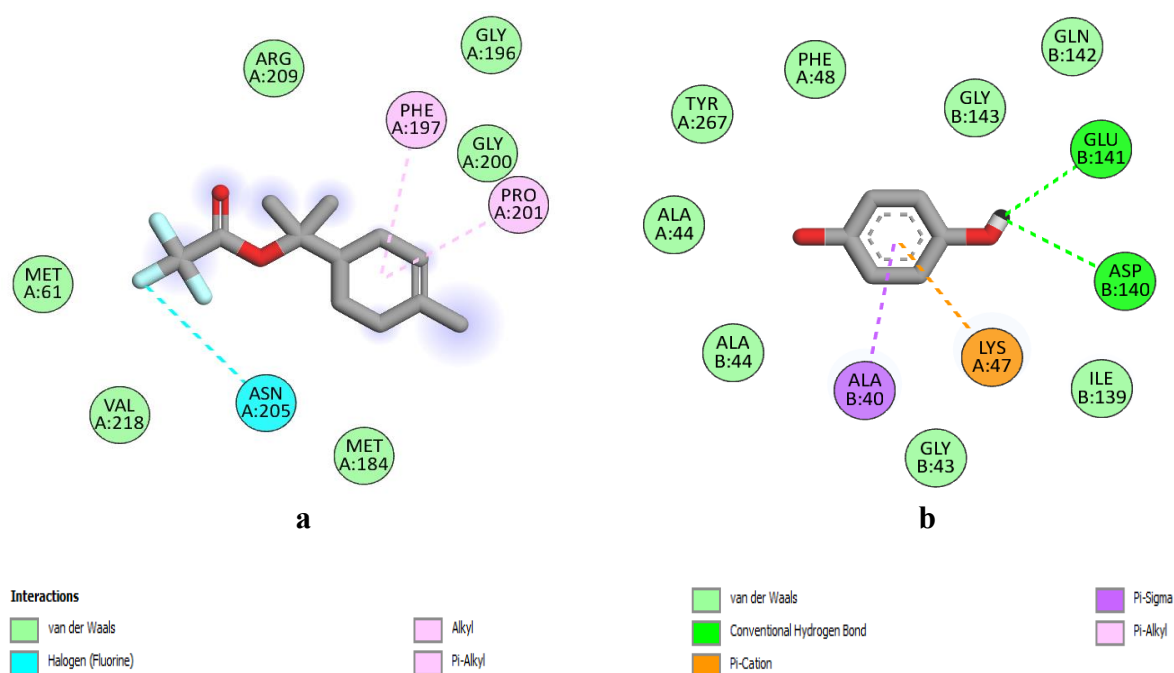 GLY
A:196
ARG
A:209
PHE
A:197
GLY
A:200
PRO
A:201
MET
A:61
ASN
A:205
VAL
A:218
MET
A:184
a
GLN
B:142
PHE
A:48
GLY
B:143
TYR
A:267
GLU
B:141
ALA
A:44
ASP
B:140
ALA
B:44
LYS
A:47
ALA
B:40
ILE
B:139
GLY
B:43
b
Interactions
van der Waals
Halogen (Fluorine)
Alkyl
Pi-Alkyl
van der Waals
Conventional Hydrogen Bond
Pi-Cation
Pi-Sigma
Pi-Alkyl